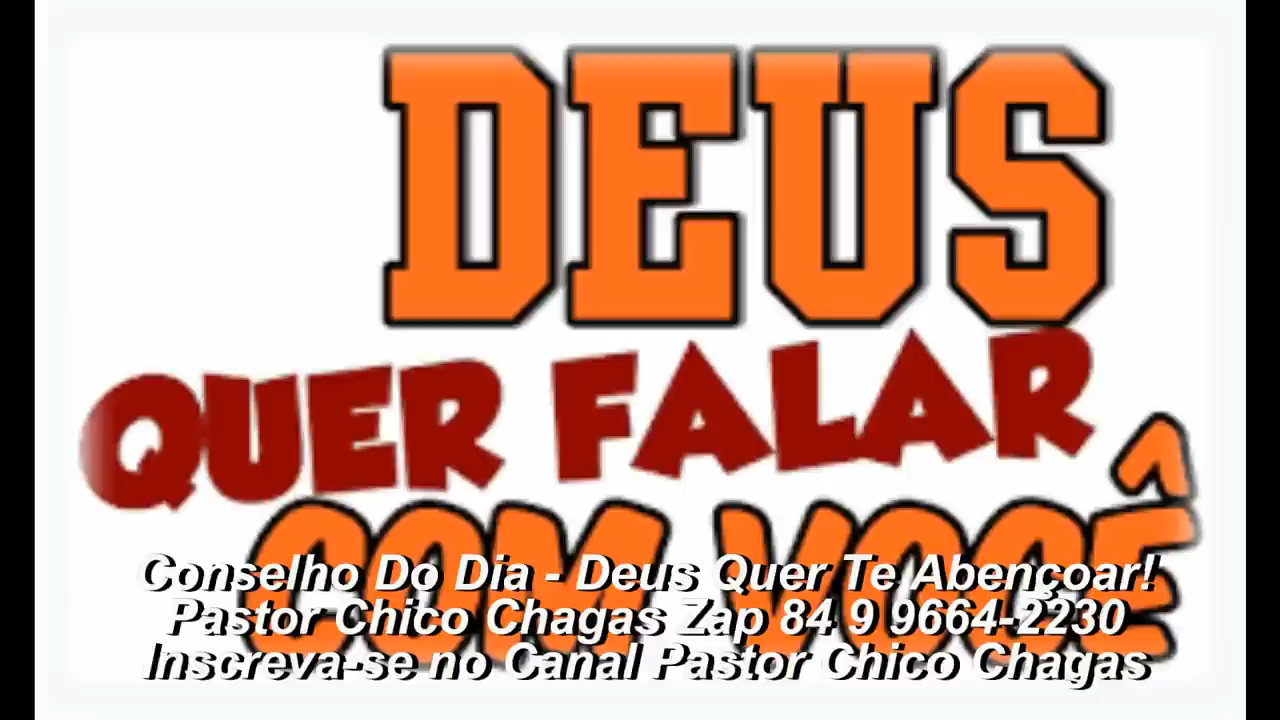 DEUS
QUER FALAR
COM VOCÊ
Conselho Do Dia - Deus Quer Te Abençoar!
Pastor Chico Chagas Zap 84 9 9664-2230
Inscreva-se no Canal Pastor Chico Chagas